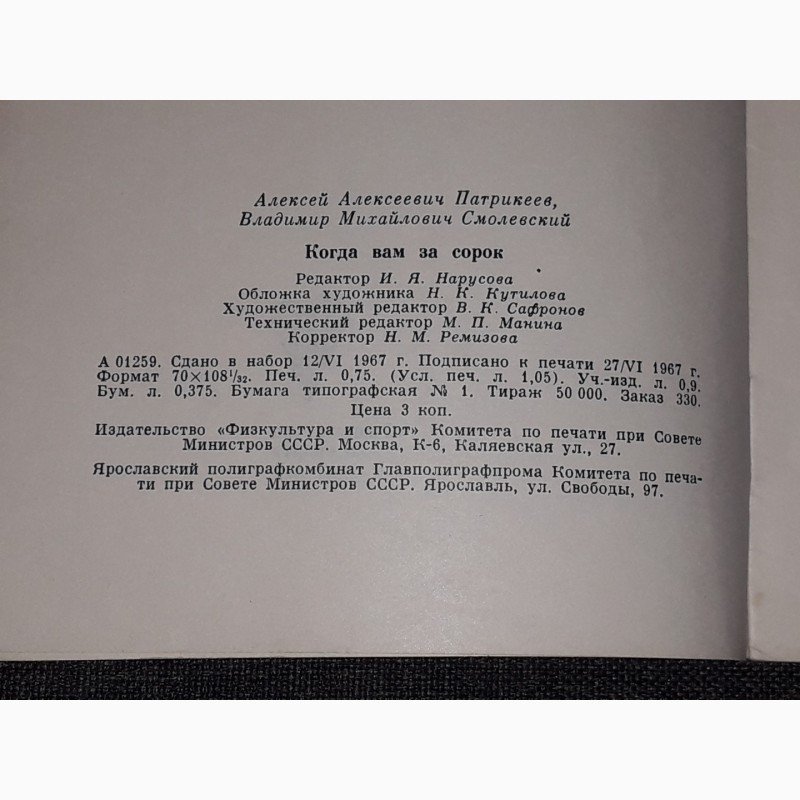 Алексей Алексеевич Патрикеев,
Владимир Михайлович Смолевский
Когда вам за сорок
Редактор И. Я. Нарусова
Обложка художника Н. К. Кутилова
Художественный редактор В. К. Сафронов
Технический редактор М. П. Манина
Корректор Н. М. Ремизова
А 01259. Сдано в набор 12/VI 1967 г. Подписано к печати 27/VI 1967 г.
Формат 70×108¹/₃₂. Печ. л. 0,75. (Усл. печ. л. 1,05). Уч.-изд. л. 0,9.
Бум. л. 0,375. Бумага типографская № 1. Тираж 50 000. Заказ 330.
Цена 3 коп.
Издательство «Физкультура и спорт» Комитета по печати при Совете
Министров СССР. Москва, К-6, Каляевская ул., 27.
Ярославский полиграфкомбинат Главполиграфпрома Комитета по печа-
ти при Совете Министров СССР. Ярославль, ул. Свободы, 97.